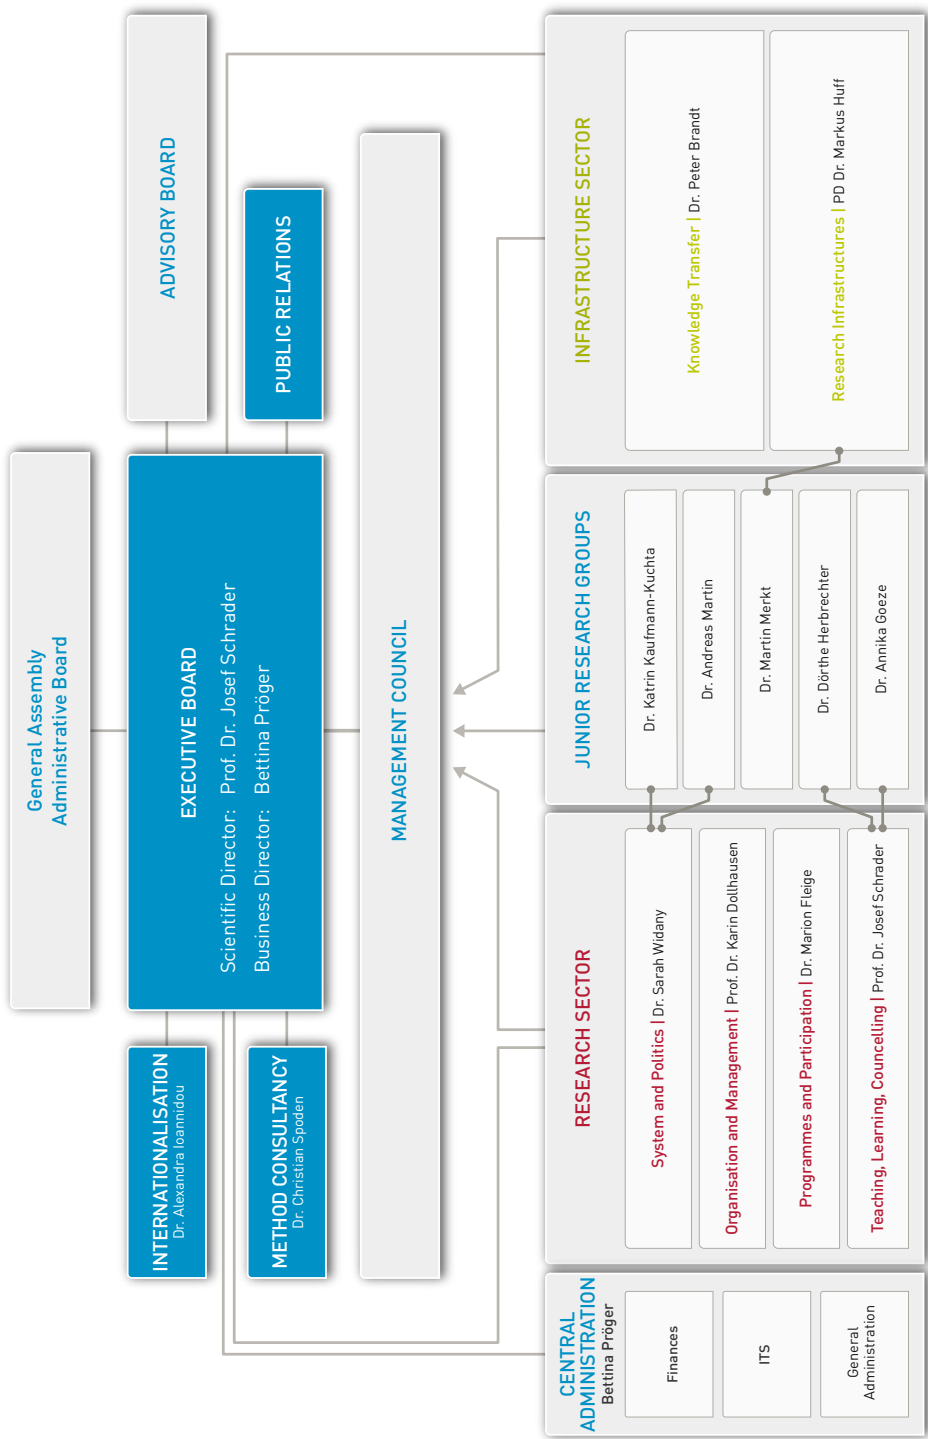 General Assembly
Administrative Board
INTERNATIONALISATION
Dr. Alexandra Ioannidou
METHOD CONSULTANCY
Dr. Christian Spoden
EXECUTIVE BOARD
Scientific Director: Prof. Dr. Josef Schrader
Business Director: Bettina Pröger
ADVISORY BOARD
PUBLIC RELATIONS
MANAGEMENT COUNCIL
CENTRAL
ADMINISTRATION
Bettina Pröger
Finances
ITS
General
Administration
RESEARCH SECTOR
System and Politics | Dr. Sarah Widany
Organisation and Management | Prof. Dr. Karin Dollhausen
Programmes and Participation | Dr. Marion Fleige
Teaching, Learning, Councelling | Prof. Dr. Josef Schrader
JUNIOR RESEARCH GROUPS
Dr. Katrin Kaufmann-Kuchta
Dr. Andreas Martin
Dr. Martin Merkt
Dr. Dörthe Herbrechter
Dr. Annika Goeze
INFRASTRUCTURE SECTOR
Knowledge Transfer | Dr. Peter Brandt
Research Infrastructures | PD Dr. Markus Huff